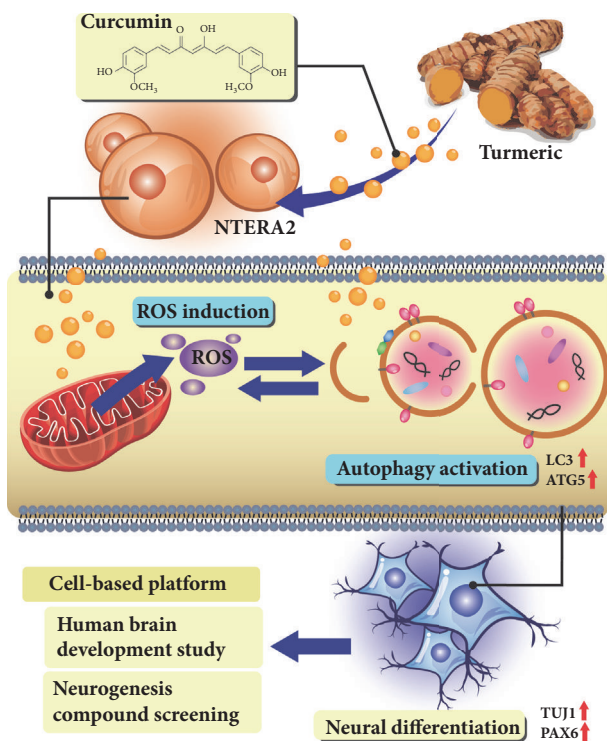 Curcumin
O
OH
HO
OCH₃
H₃CO
OH
Turmeric
NTERA2
ROS induction
ROS
Autophagy activation
LC3
ATG5
Cell-based platform
Human brain
development study
Neurogenesis
compound screening
Neural differentiation
TUJ1
PAX6